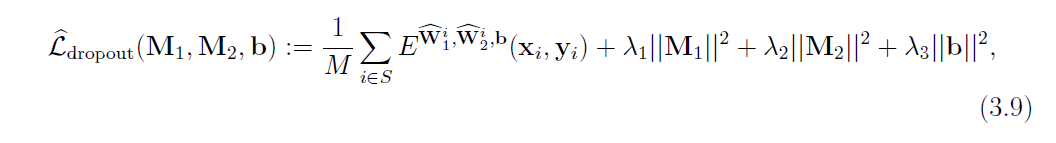 $\widehat{\mathcal{L}}_{\text{dropout}}(\mathbf{M}_1, \mathbf{M}_2, \mathbf{b}) := \frac{1}{M} \sum_{i \in S} E^{\widehat{\mathbf{W}}_1^i, \widehat{\mathbf{W}}_2^i, \mathbf{b}}(\mathbf{x}_i, \mathbf{y}_i) + \lambda_1 ||\mathbf{M}_1||^2 + \lambda_2 ||\mathbf{M}_2||^2 + \lambda_3 ||\mathbf{b}||^2,$
(3.9)